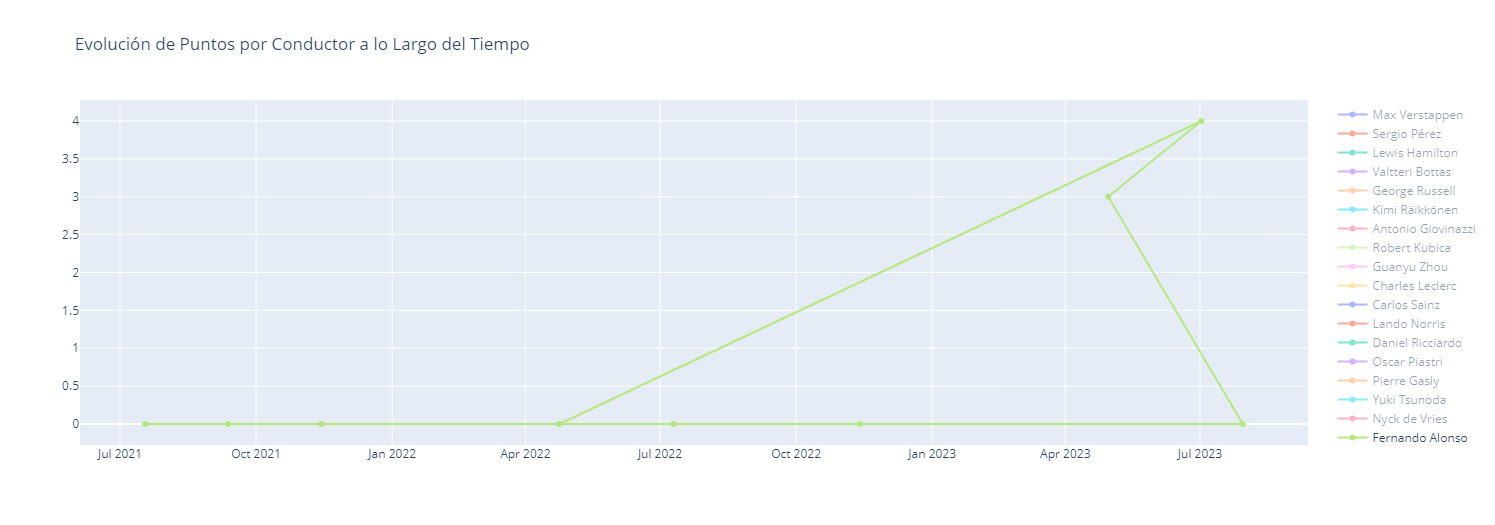 Evolución de Puntos por Conductor a lo Largo del Tiempo
4
3.5
3
2.5
2
1.5
1
0.5
0
Jul 2021
Oct 2021
Jan 2022
Apr 2022
Jul 2022
Oct 2022
Jan 2023
Apr 2023
Jul 2023
Max Verstappen
Sergio Pérez
Lewis Hamilton
Valtteri Bottas
George Russell
Kimi Räikkönen
Antonio Giovinazzi
Robert Kubica
Guanyu Zhou
Charles Leclerc
Carlos Sainz
Lando Norris
Daniel Ricciardo
Oscar Piastri
Pierre Gasly
Yuki Tsunoda
Nyck de Vries
Fernando Alonso